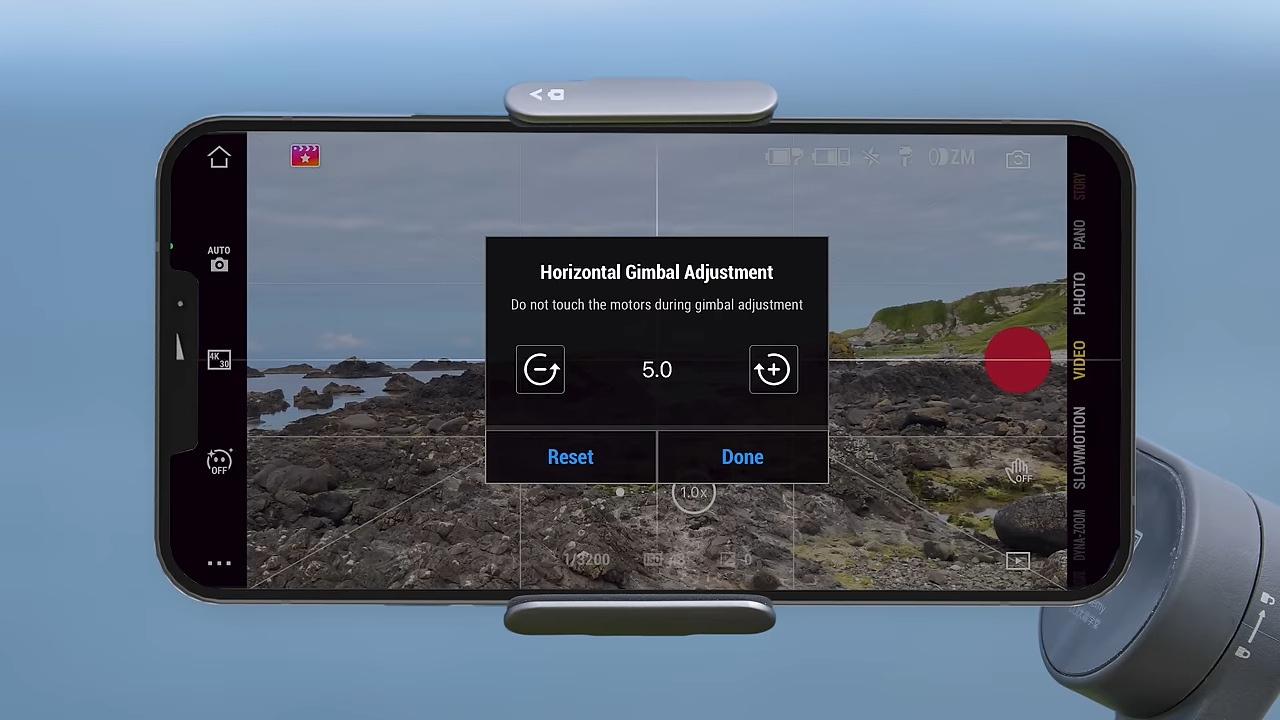 AUTO
4K
30
OFF
ZM
Horizontal Gimbal Adjustment
Do not touch the motors during gimbal adjustment
5.0
Reset
Done
1.0x
1/3200
0
OFF
STORY
PANO
PHOTO
VIDEO
SLOWMOTION
DYNA-ZOOM